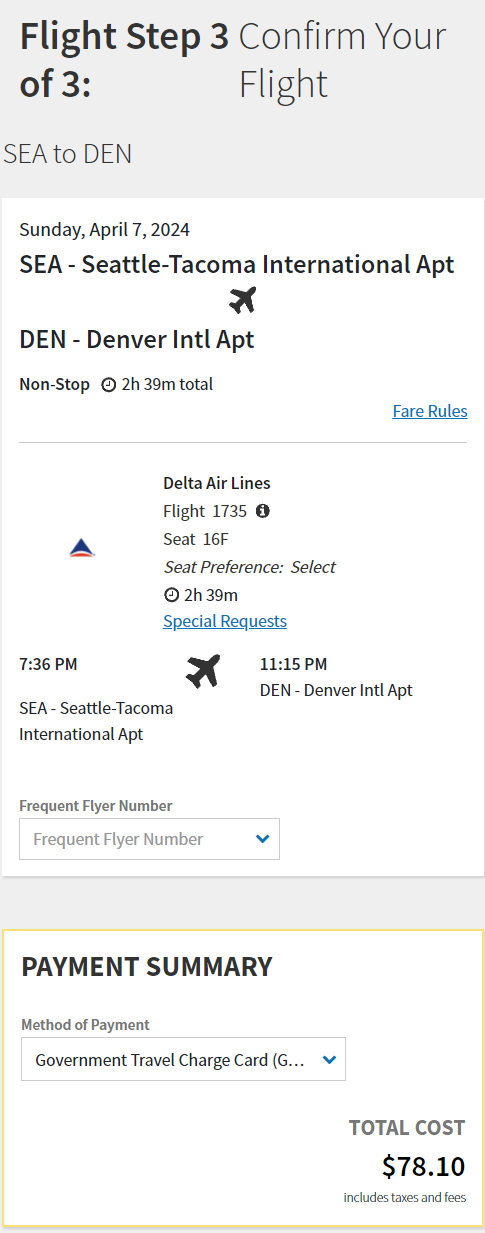 Flight Step 3 of 3:
Confirm Your Flight
SEA to DEN
Sunday, April 7, 2024
SEA - Seattle-Tacoma International Apt
DEN - Denver Intl Apt
Non-Stop 2h 39m total
Fare Rules
Delta Air Lines
Flight 1735
Seat 16F
Seat Preference: Select
2h 39m
Special Requests
7:36 PM
SEA - Seattle-Tacoma
International Apt
11:15 PM
DEN - Denver Intl Apt
Frequent Flyer Number
Frequent Flyer Number
PAYMENT SUMMARY
Method of Payment
Government Travel Charge Card (G...
TOTAL COST
$78.10
includes taxes and fees